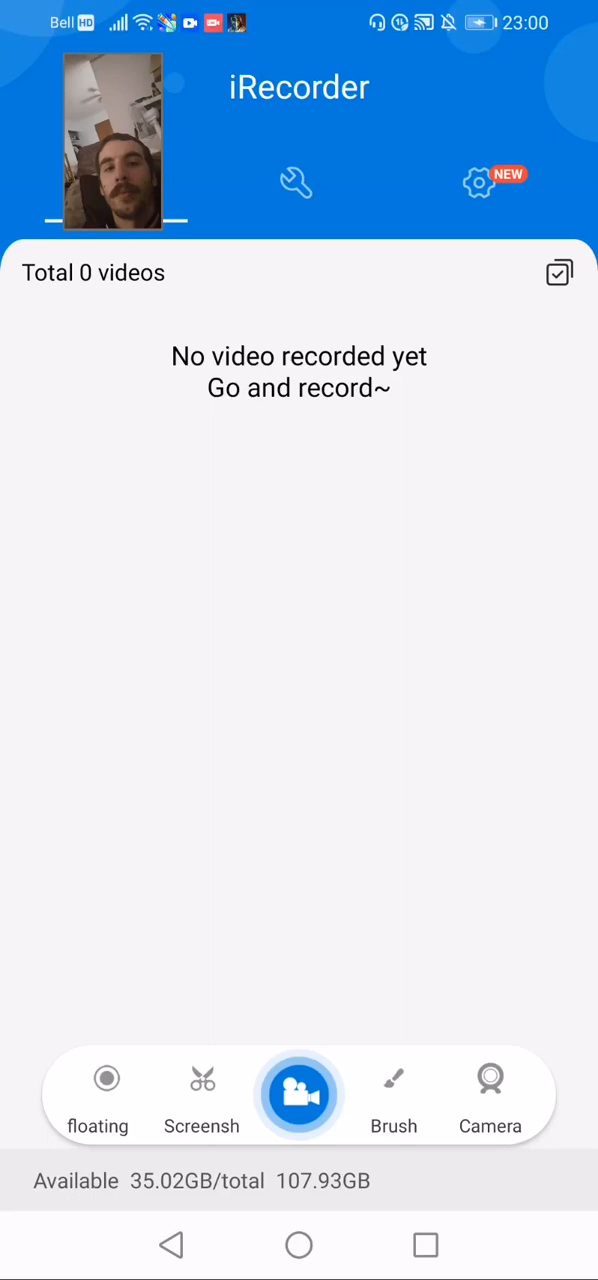 Bell HD 23:00
iRecorder
NEW
Total 0 videos
No video recorded yet
Go and record~
floating Screensh Brush Camera
Available 35.02GB/total 107.93GB